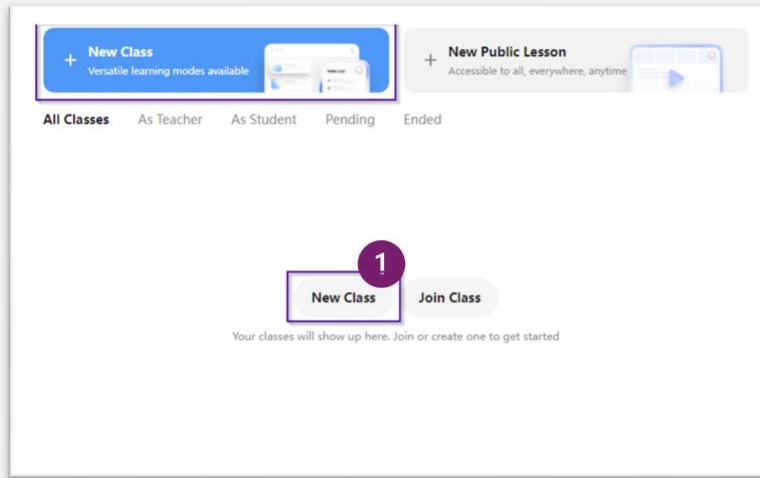 + New Class
Versatile learning modes available
+ New Public Lesson
Accessible to all, everywhere, anytime
All Classes As Teacher As Student Pending Ended
1
New Class Join Class
Your classes will show up here. Join or create one to get started